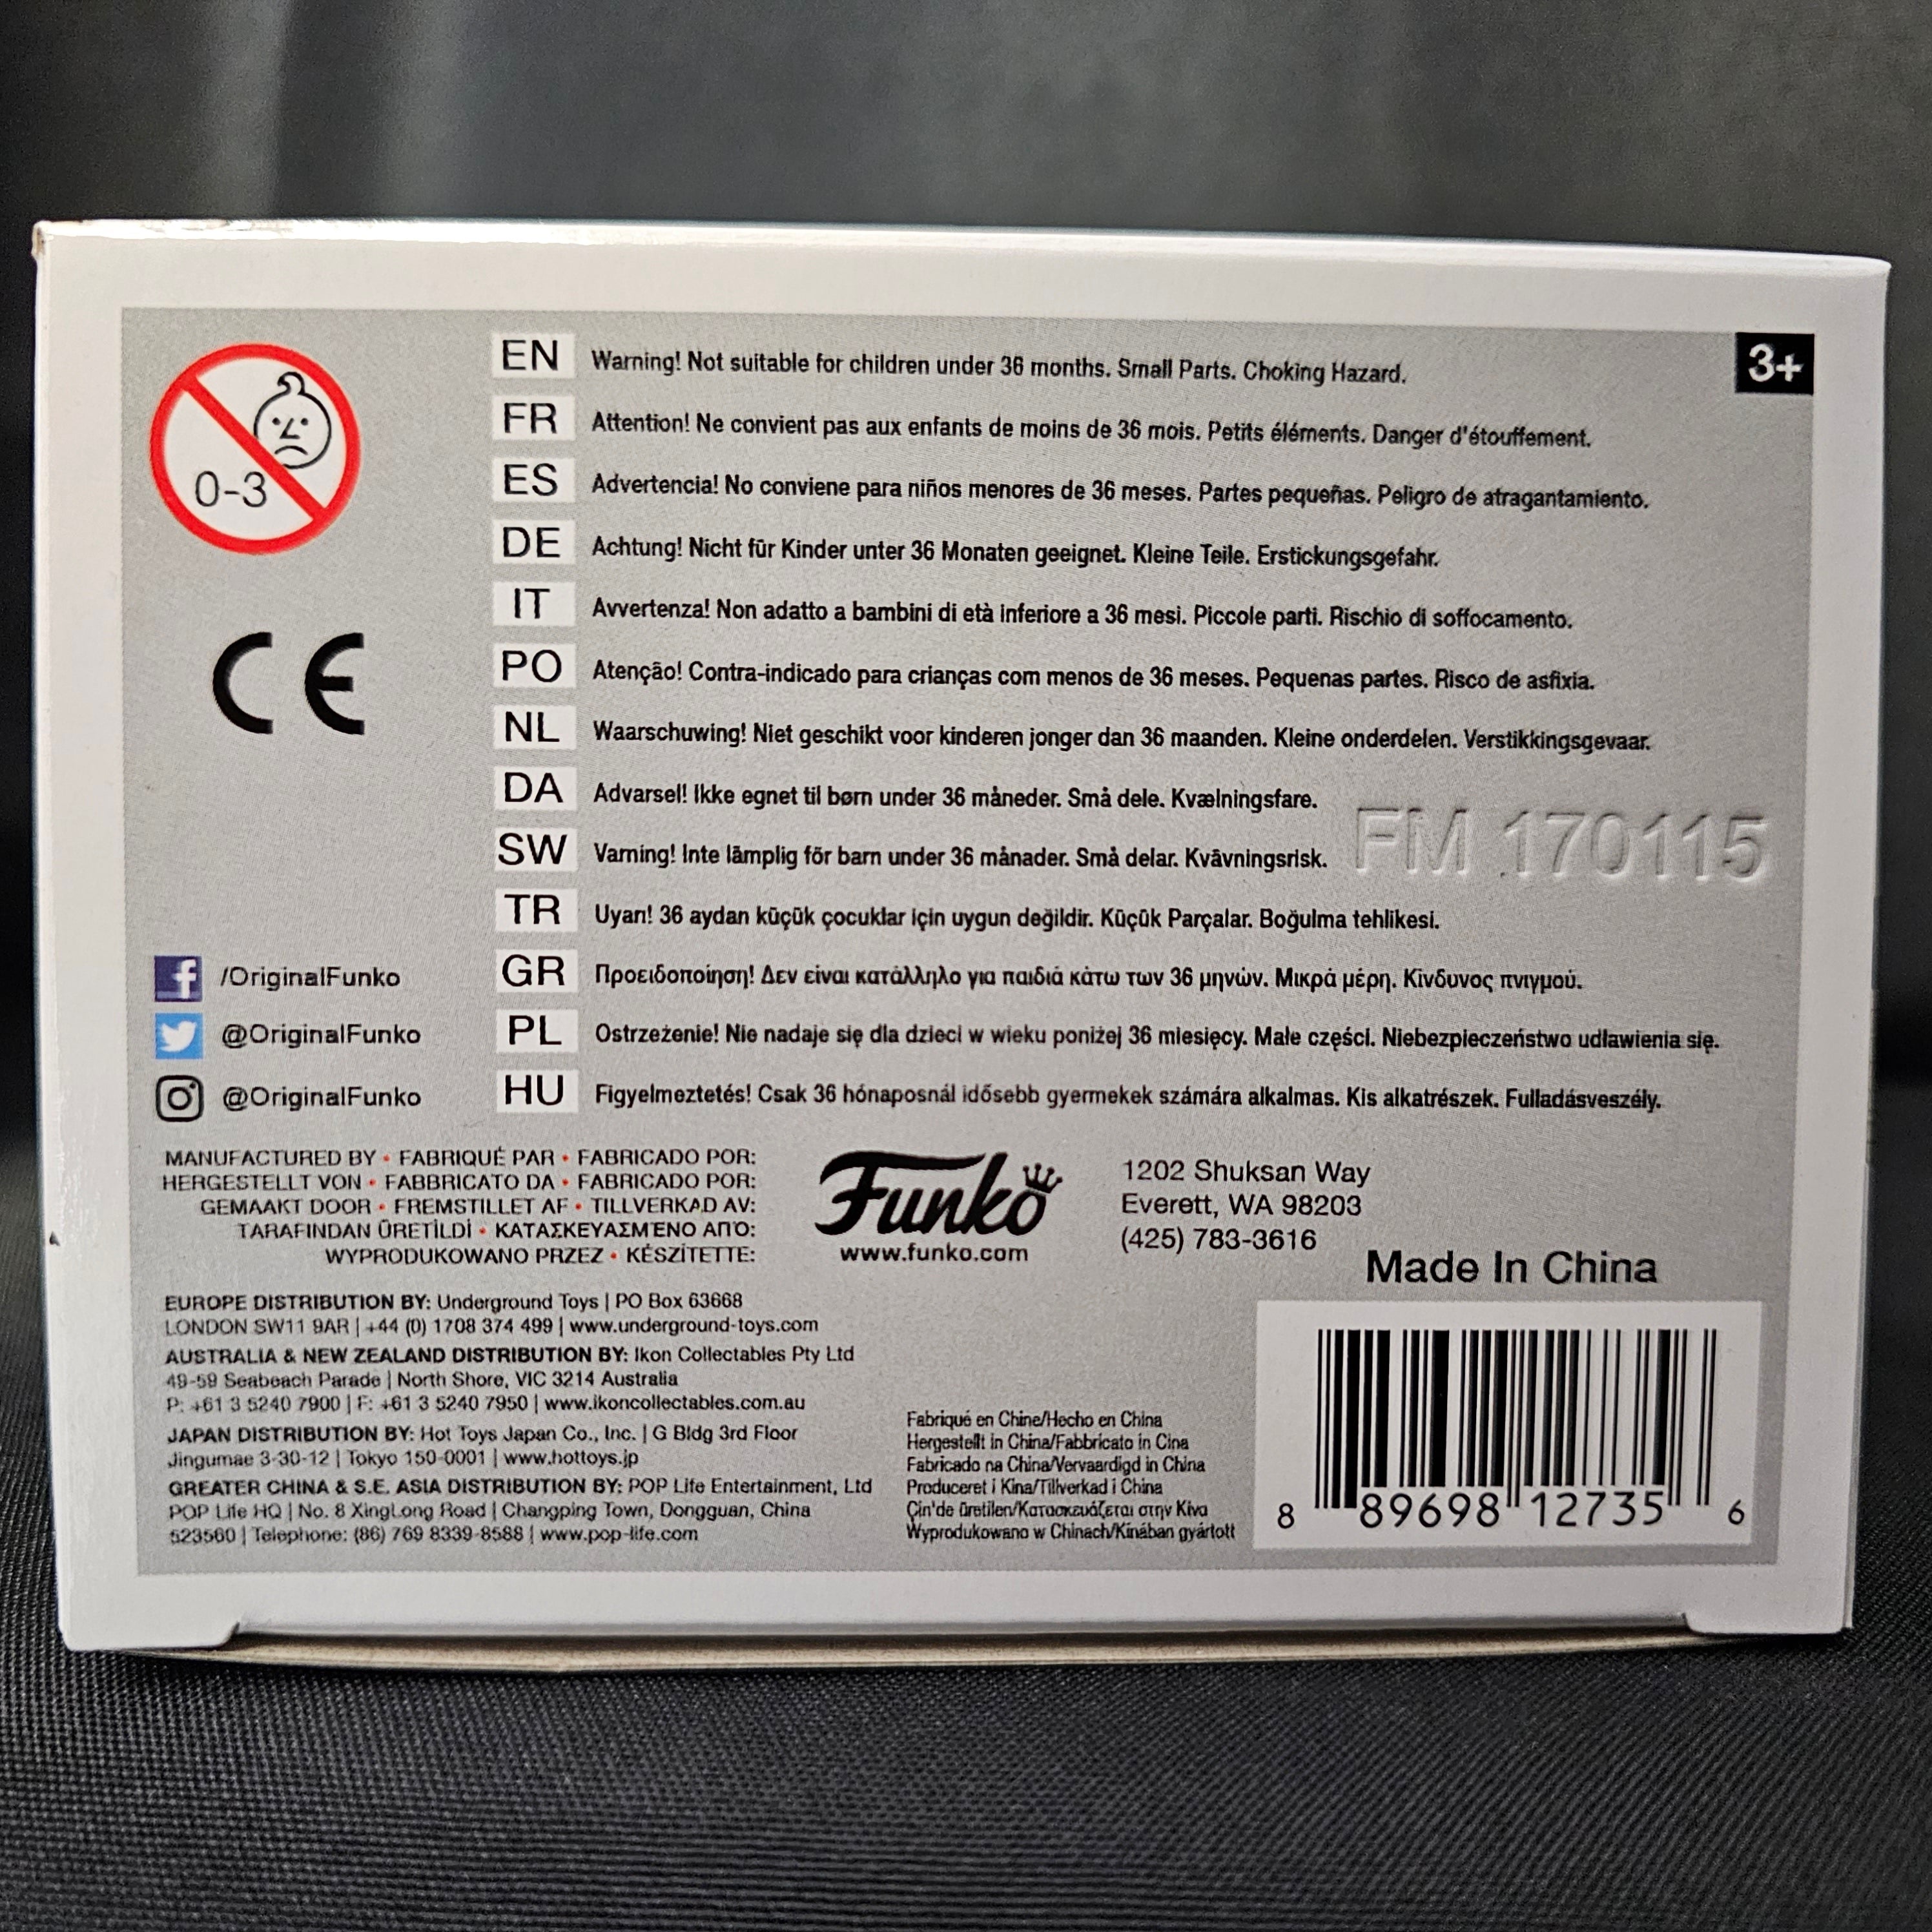 0-3
3+
EN Warning! Not suitable for children under 36 months. Small Parts. Choking Hazard.
FR Attention! Ne convient pas aux enfants de moins de 36 mois. Petits éléments. Danger d'étouffement.
ES Advertencia! No conviene para niños menores de 36 meses. Partes pequeñas. Peligro de atragantamiento.
DE Achtung! Nicht für Kinder unter 36 Monaten geeignet. Kleine Teile. Erstickungsgefahr.
IT Avvertenza! Non adatto a bambini di età inferiore a 36 mesi. Piccole parti. Rischio di soffocamento.
CE
PO Atenção! Contra-indicado para crianças com menos de 36 meses. Pequenas partes. Risco de asfixia.
NL Waarschuwing! Niet geschikt voor kinderen jonger dan 36 maanden. Kleine onderdelen. Verstikkingsgevaar.
DA Advarsel! Ikke egnet til børn under 36 måneder. Små dele. Kvælningsfare.
FM 170115
SW Varning! Inte lämplig för barn under 36 månader. Små delar. Kvävningsrisk.
TR Uyarı! 36 aydan küçük çocuklar için uygun değildir. Küçük Parçalar. Boğulma tehlikesi.
GR Προειδοποίηση! Δεν είναι κατάλληλο για παιδιά κάτω των 36 μηνών. Μικρά μέρη. Κίνδυνος πνιγμού.
PL Ostrzeżenie! Nie nadaje się dla dzieci w wieku poniżej 36 miesięcy. Małe części. Niebezpieczeństwo udławienia się.
HU Figyelmeztetés! Csak 36 hónaposnál idősebb gyermekek számára alkalmas. Kis alkatrészek. Fulladásveszély.
/OriginalFunko
@OriginalFunko
@OriginalFunko
MANUFACTURED BY • FABRIQUÉ PAR • FABRICADO POR:
HERGESTELLT VON • FABBRICATO DA • FABRICADO POR:
GEMAAKT DOOR • FREMSTILLET AF • TILLVERKAD AV:
TARAFINDAN ÜRETİLDİ • ΚΑΤΑΣΚΕΥΑΣΜΈΝΟ ΑΠΌ:
WYPRODUKOWANO PRZEZ • KÉSZÍTETTE:
Funko
www.funko.com
1202 Shuksan Way
Everett, WA 98203
(425) 783-3616
Made In China
EUROPE DISTRIBUTION BY: Underground Toys | PO Box 63668
LONDON SW11 9AR | +44 (0) 1708 374 499 | www.underground-toys.com
AUSTRALIA & NEW ZEALAND DISTRIBUTION BY: Ikon Collectables Pty Ltd
49-59 Seabeach Parade | North Shore, VIC 3214 Australia
P: +61 3 5240 7900 | F: +61 3 5240 7950 | www.ikoncollectables.com.au
JAPAN DISTRIBUTION BY: Hot Toys Japan Co., Inc. | G Bldg 3rd Floor
Jingumae 3-30-12 | Tokyo 150-0001 | www.hottoys.jp
GREATER CHINA & S.E. ASIA DISTRIBUTION BY: POP Life Entertainment, Ltd
POP Life HQ | No. 8 XingLong Road | Changping Town, Dongguan, China
523560 | Telephone: (86) 769 8339-8588 | www.pop-life.com
Fabriqué en Chine/Hecho en China
Hergestellt in China/Fabbricato in Cina
Fabricado na China/Vervaardigd in China
Produceret i Kina/Tillverkad i China
Çin'de üretilen/Κατασκευάζεται στην Κίνα
Wyprodukowano w Chinach/Kínában gyártott
8 89698 12735 6